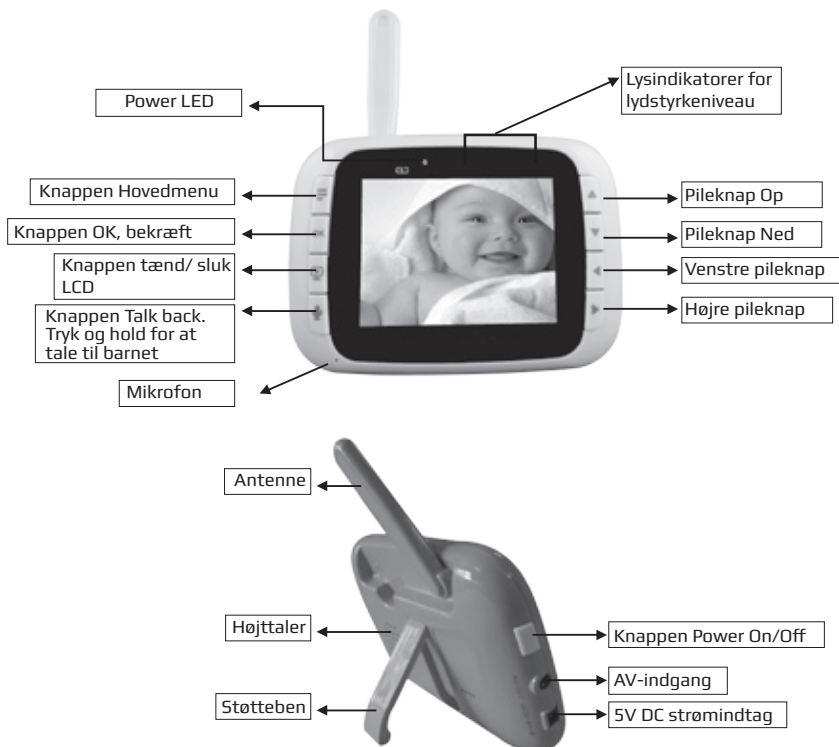 Power LED
Lysindikatorer for
lydstyrkeniveau
Knappen Hovedmenu
Knappen OK, bekræft
Knappen tænd/ sluk
LCD
Knappen Talk back.
Tryk og hold for at
tale til barnet
Mikrofon
Pileknap Op
Pileknap Ned
Venstre pileknap
Højre pileknap
Antenne
Højttaler
Støtteben
Knappen Power On/Off
AV-indgang
5V DC strømindtag